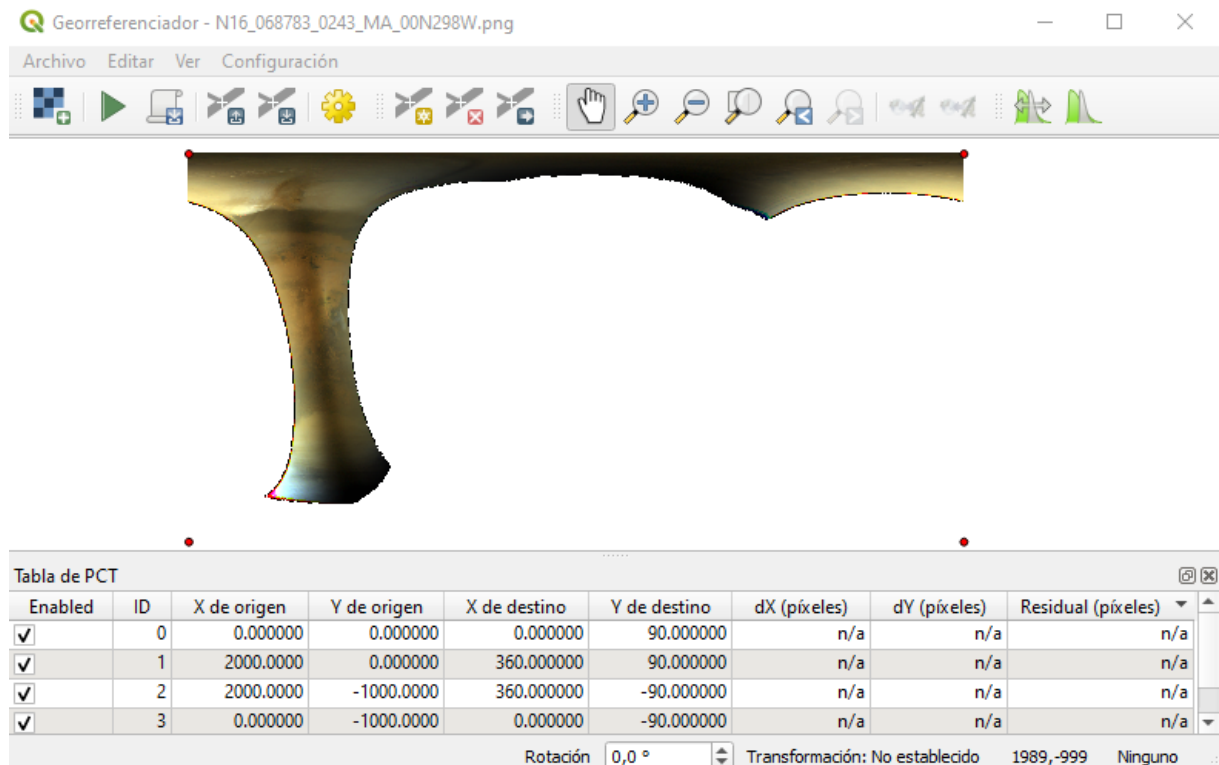 Georreferenciador - N16_068783_0243_MA_00N298W.png
Archivo Editar Ver Configuración
Tabla de PCT
Enabled ID X de origen Y de origen X de destino Y de destino dX (píxeles) dY (píxeles) Residual (píxeles)
0 0.000000 0.000000 0.000000 90.000000 n/a n/a n/a
1 2000.0000 0.000000 360.000000 90.000000 n/a n/a n/a
2 2000.0000 -1000.0000 360.000000 -90.000000 n/a n/a n/a
3 0.000000 -1000.0000 0.000000 -90.000000 n/a n/a n/a
Rotación 0,0 ° Transformación: No establecido 1989,-999 Ninguno